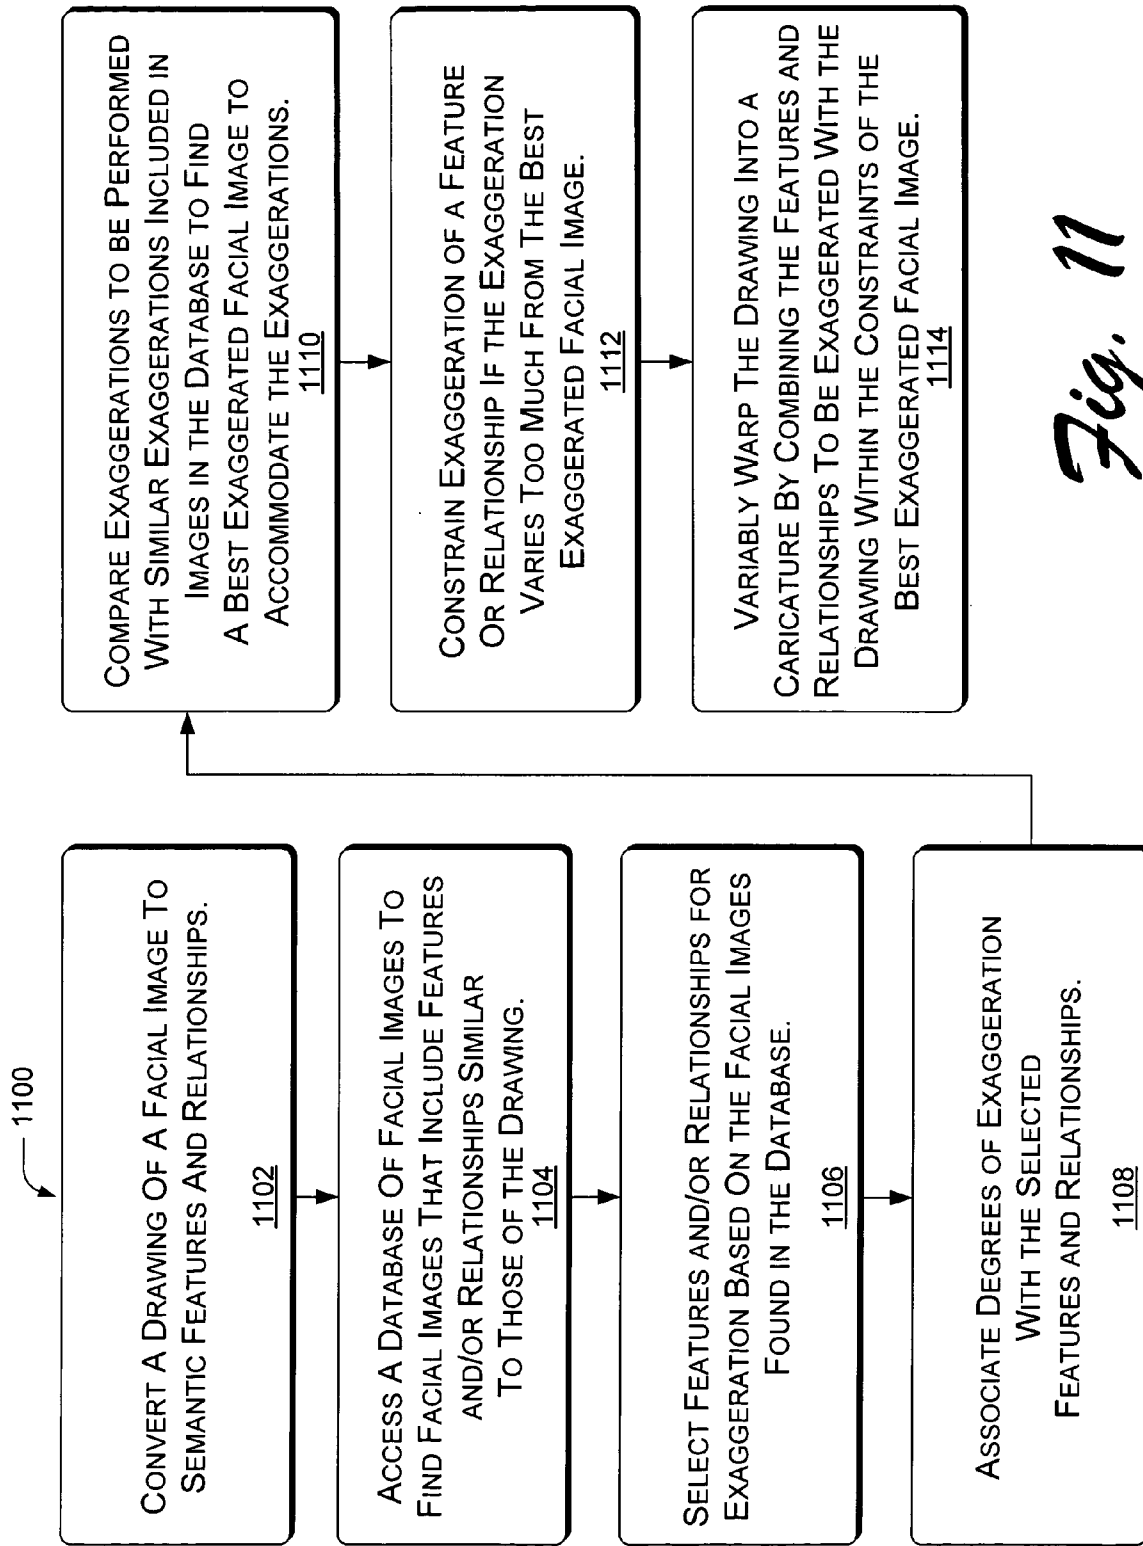 1100
CONVERT A DRAWING OF A FACIAL IMAGE TO
SEMANTIC FEATURES AND RELATIONSHIPS.
1102
ACCESS A DATABASE OF FACIAL IMAGES TO
FIND FACIAL IMAGES THAT INCLUDE FEATURES
AND/OR RELATIONSHIPS SIMILAR
TO THOSE OF THE DRAWING.
1104
SELECT FEATURES AND/OR RELATIONSHIPS FOR
EXAGGERATION BASED ON THE FACIAL IMAGES
FOUND IN THE DATABASE.
1106
ASSOCIATE DEGREES OF EXAGGERATION
WITH THE SELECTED
FEATURES AND RELATIONSHIPS.
1108
COMPARE EXAGGERATIONS TO BE PERFORMED
WITH SIMILAR EXAGGERATIONS INCLUDED IN
IMAGES IN THE DATABASE TO FIND
A BEST EXAGGERATED FACIAL IMAGE TO
ACCOMMODATE THE EXAGGERATIONS.
1110
CONSTRAIN EXAGGERATION OF A FEATURE
OR RELATIONSHIP IF THE EXAGGERATION
VARIES TOO MUCH FROM THE BEST
EXAGGERATED FACIAL IMAGE.
1112
VARIABLY WARP THE DRAWING INTO A
CARICATURE BY COMBINING THE FEATURES AND
RELATIONSHIPS TO BE EXAGGERATED WITH THE
DRAWING WITHIN THE CONSTRAINTS OF THE
BEST EXAGGERATED FACIAL IMAGE.
1114
Fig. 11